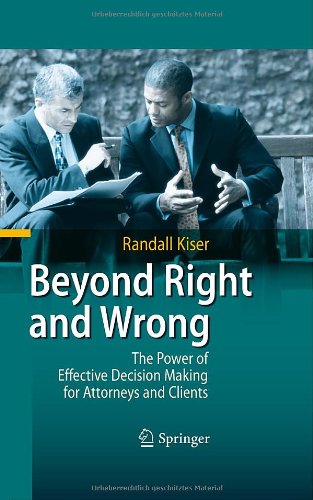 Urheberrechtlich geschütztes Material
Randall Kiser
Beyond Right
and Wrong
The Power of
Effective Decision Making
for Attorneys and Clients
Springer
Urheberrechtlich geschütztes Material